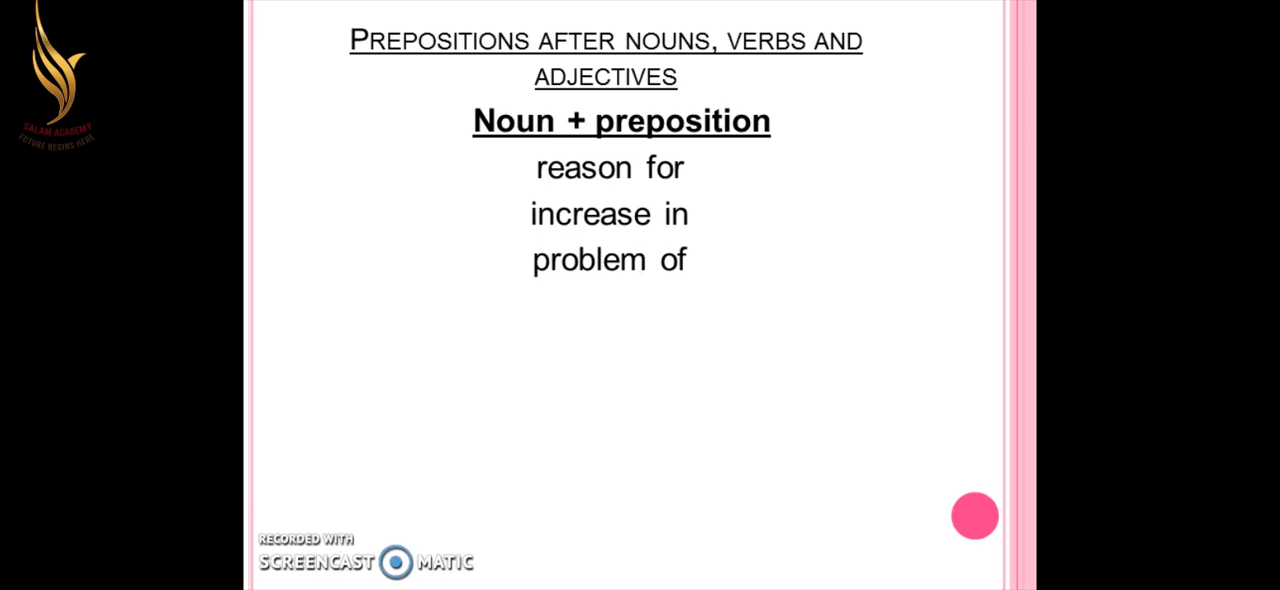 SALAM ACADEMY
FUTURE BEGINS HERE
PREPOSITIONS AFTER NOUNS, VERBS AND
ADJECTIVES
Noun + preposition
reason for
increase in
problem of
RECORDED WITH
SCREENCAST MATIC